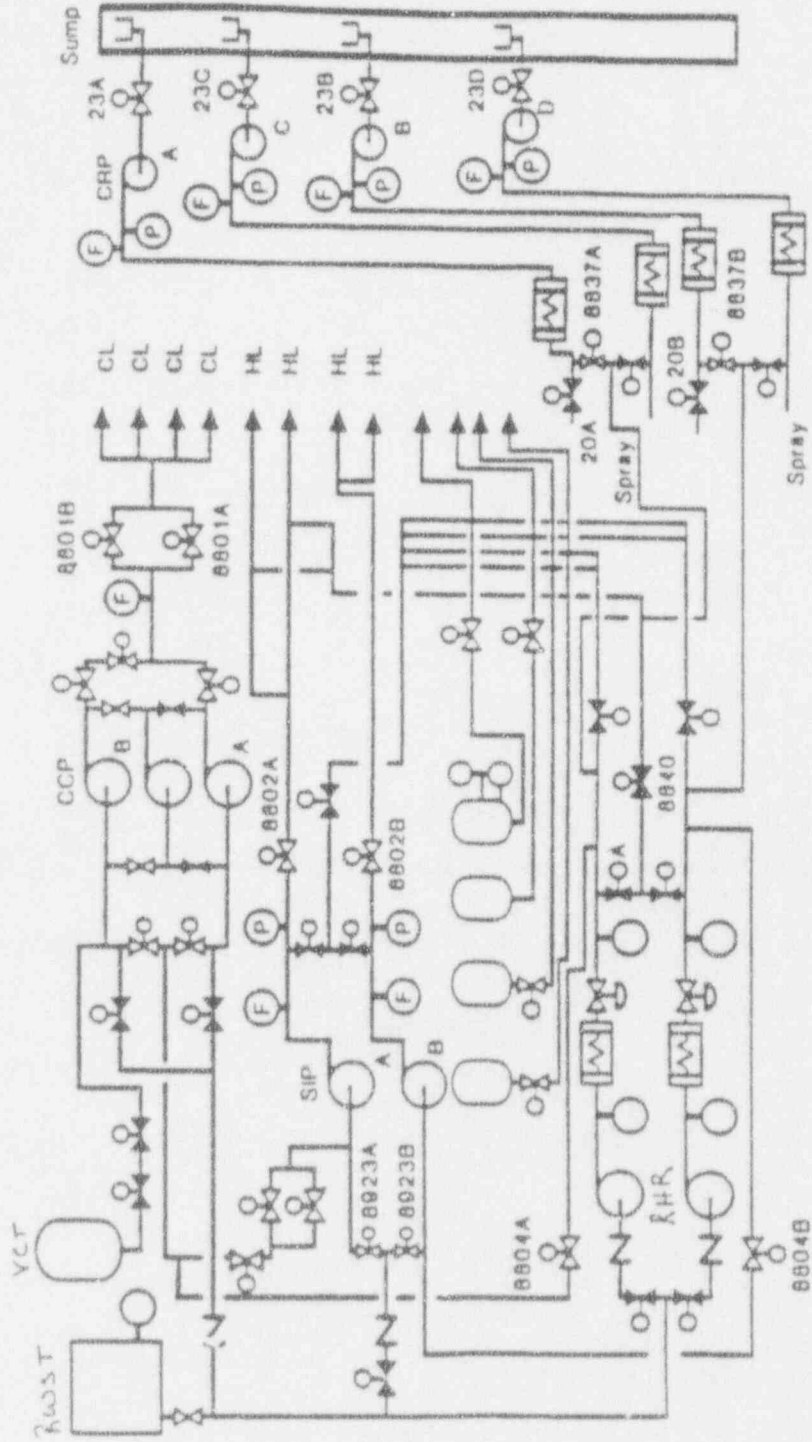 Sump
23A
23C
23B
23D
CRP
A
C
B
D
F
P
F
P
F
P
F
P
8837A
20B
8837B
20A
Spray
Spray
CL
CL
CL
CL
HL
HL
HL
HL
8801B
8801A
F
CCP
B
A
8802A
8802B
P
P
F
F
SIP
A
B
8923A
8923B
8840
A
8804A
8804B
RHR
VCT
RWST